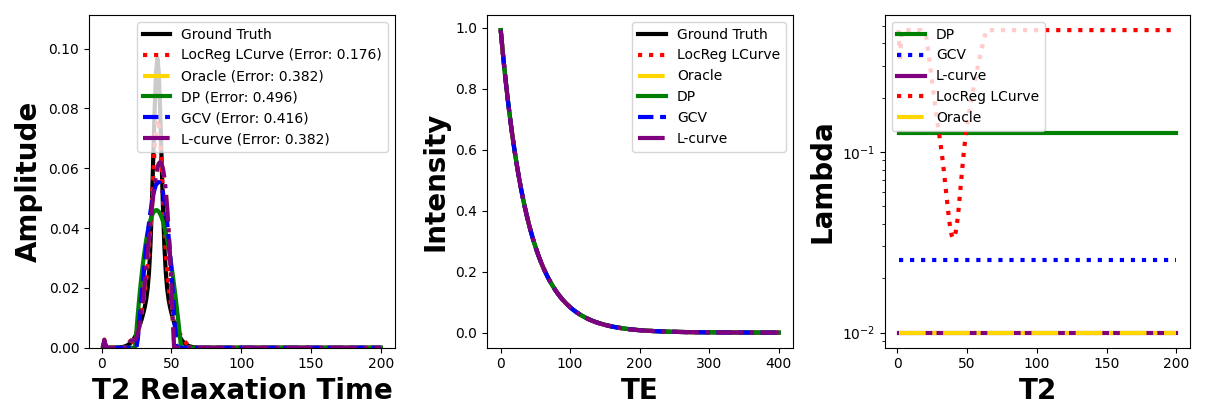 Amplitude
0.10
0.08
0.06
0.04
0.02
0.00
Ground Truth
LocReg LCurve (Error: 0.176)
Oracle (Error: 0.382)
DP (Error: 0.496)
GCV (Error: 0.416)
L-curve (Error: 0.382)
0 50 100 150 200
T2 Relaxation Time
Intensity
1.0
0.8
0.6
0.4
0.2
0.0
Ground Truth
LocReg LCurve
Oracle
DP
GCV
L-curve
0 100 200 300 400
TE
Lambda
10⁻¹
10⁻²
DP
GCV
L-curve
LocReg LCurve
Oracle
0 50 100 150 200
T2